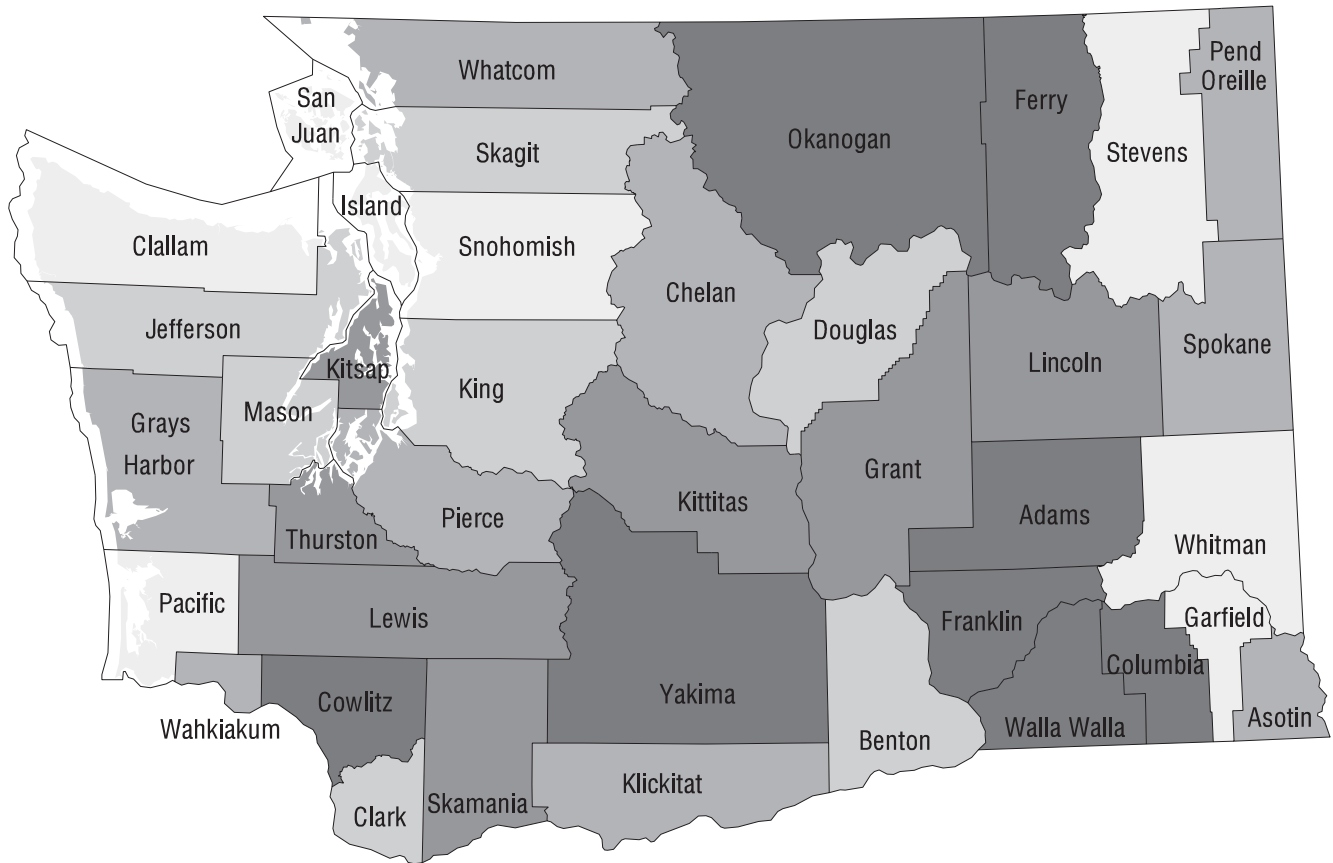 Whatcom
Pend
Oreille
San
Juan
Ferry
Okanogan
Skagit
Stevens
Island
Clallam
Snohomish
Chelan
Jefferson
Douglas
Spokane
Kitsap
Lincoln
King
Mason
Grays
Harbor
Grant
Kittitas
Pierce
Adams
Thurston
Whitman
Pacific
Lewis
Franklin
Garfield
Columbia
Yakima
Cowlitz
Wahkiakum
Asotin
Walla Walla
Benton
Klickitat
Skamania
Clark